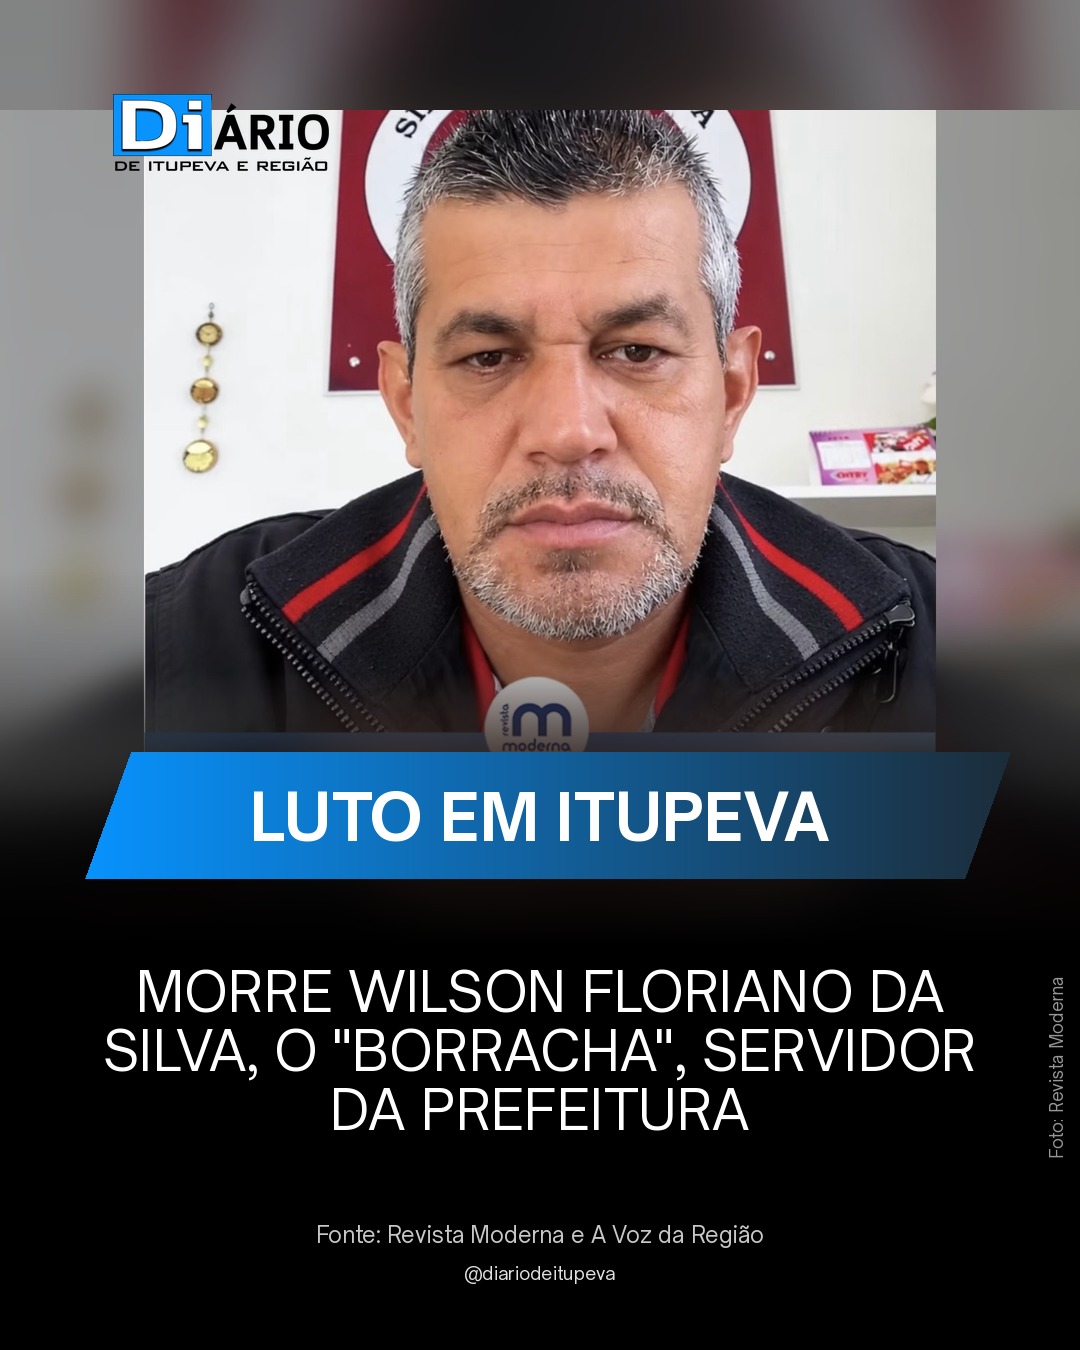 DiÁRIO
DE ITUPEVA E REGIÃO
revista
m
moderna
LUTO EM ITUPEVA
MORRE WILSON FLORIANO DA
SILVA, O "BORRACHA", SERVIDOR
DA PREFEITURA
Foto: Revista Moderna
Fonte: Revista Moderna e A Voz da Região
@diariodeitupeva